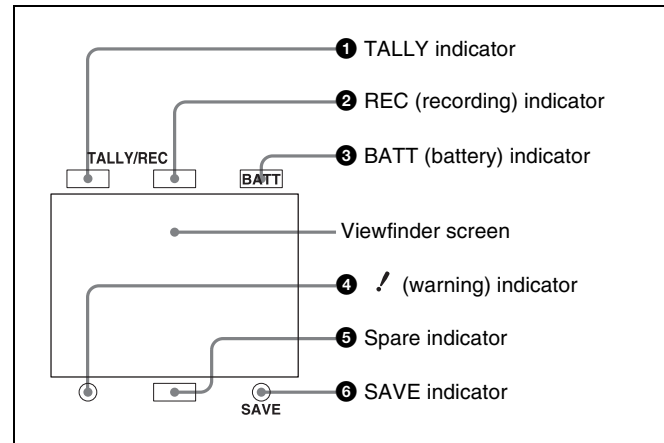 ❶ TALLY indicator
❷ REC (recording) indicator
TALLY/REC
❸ BATT (battery) indicator
BATT
Viewfinder screen
❹ ! (warning) indicator
❺ Spare indicator
❻ SAVE indicator
SAVE